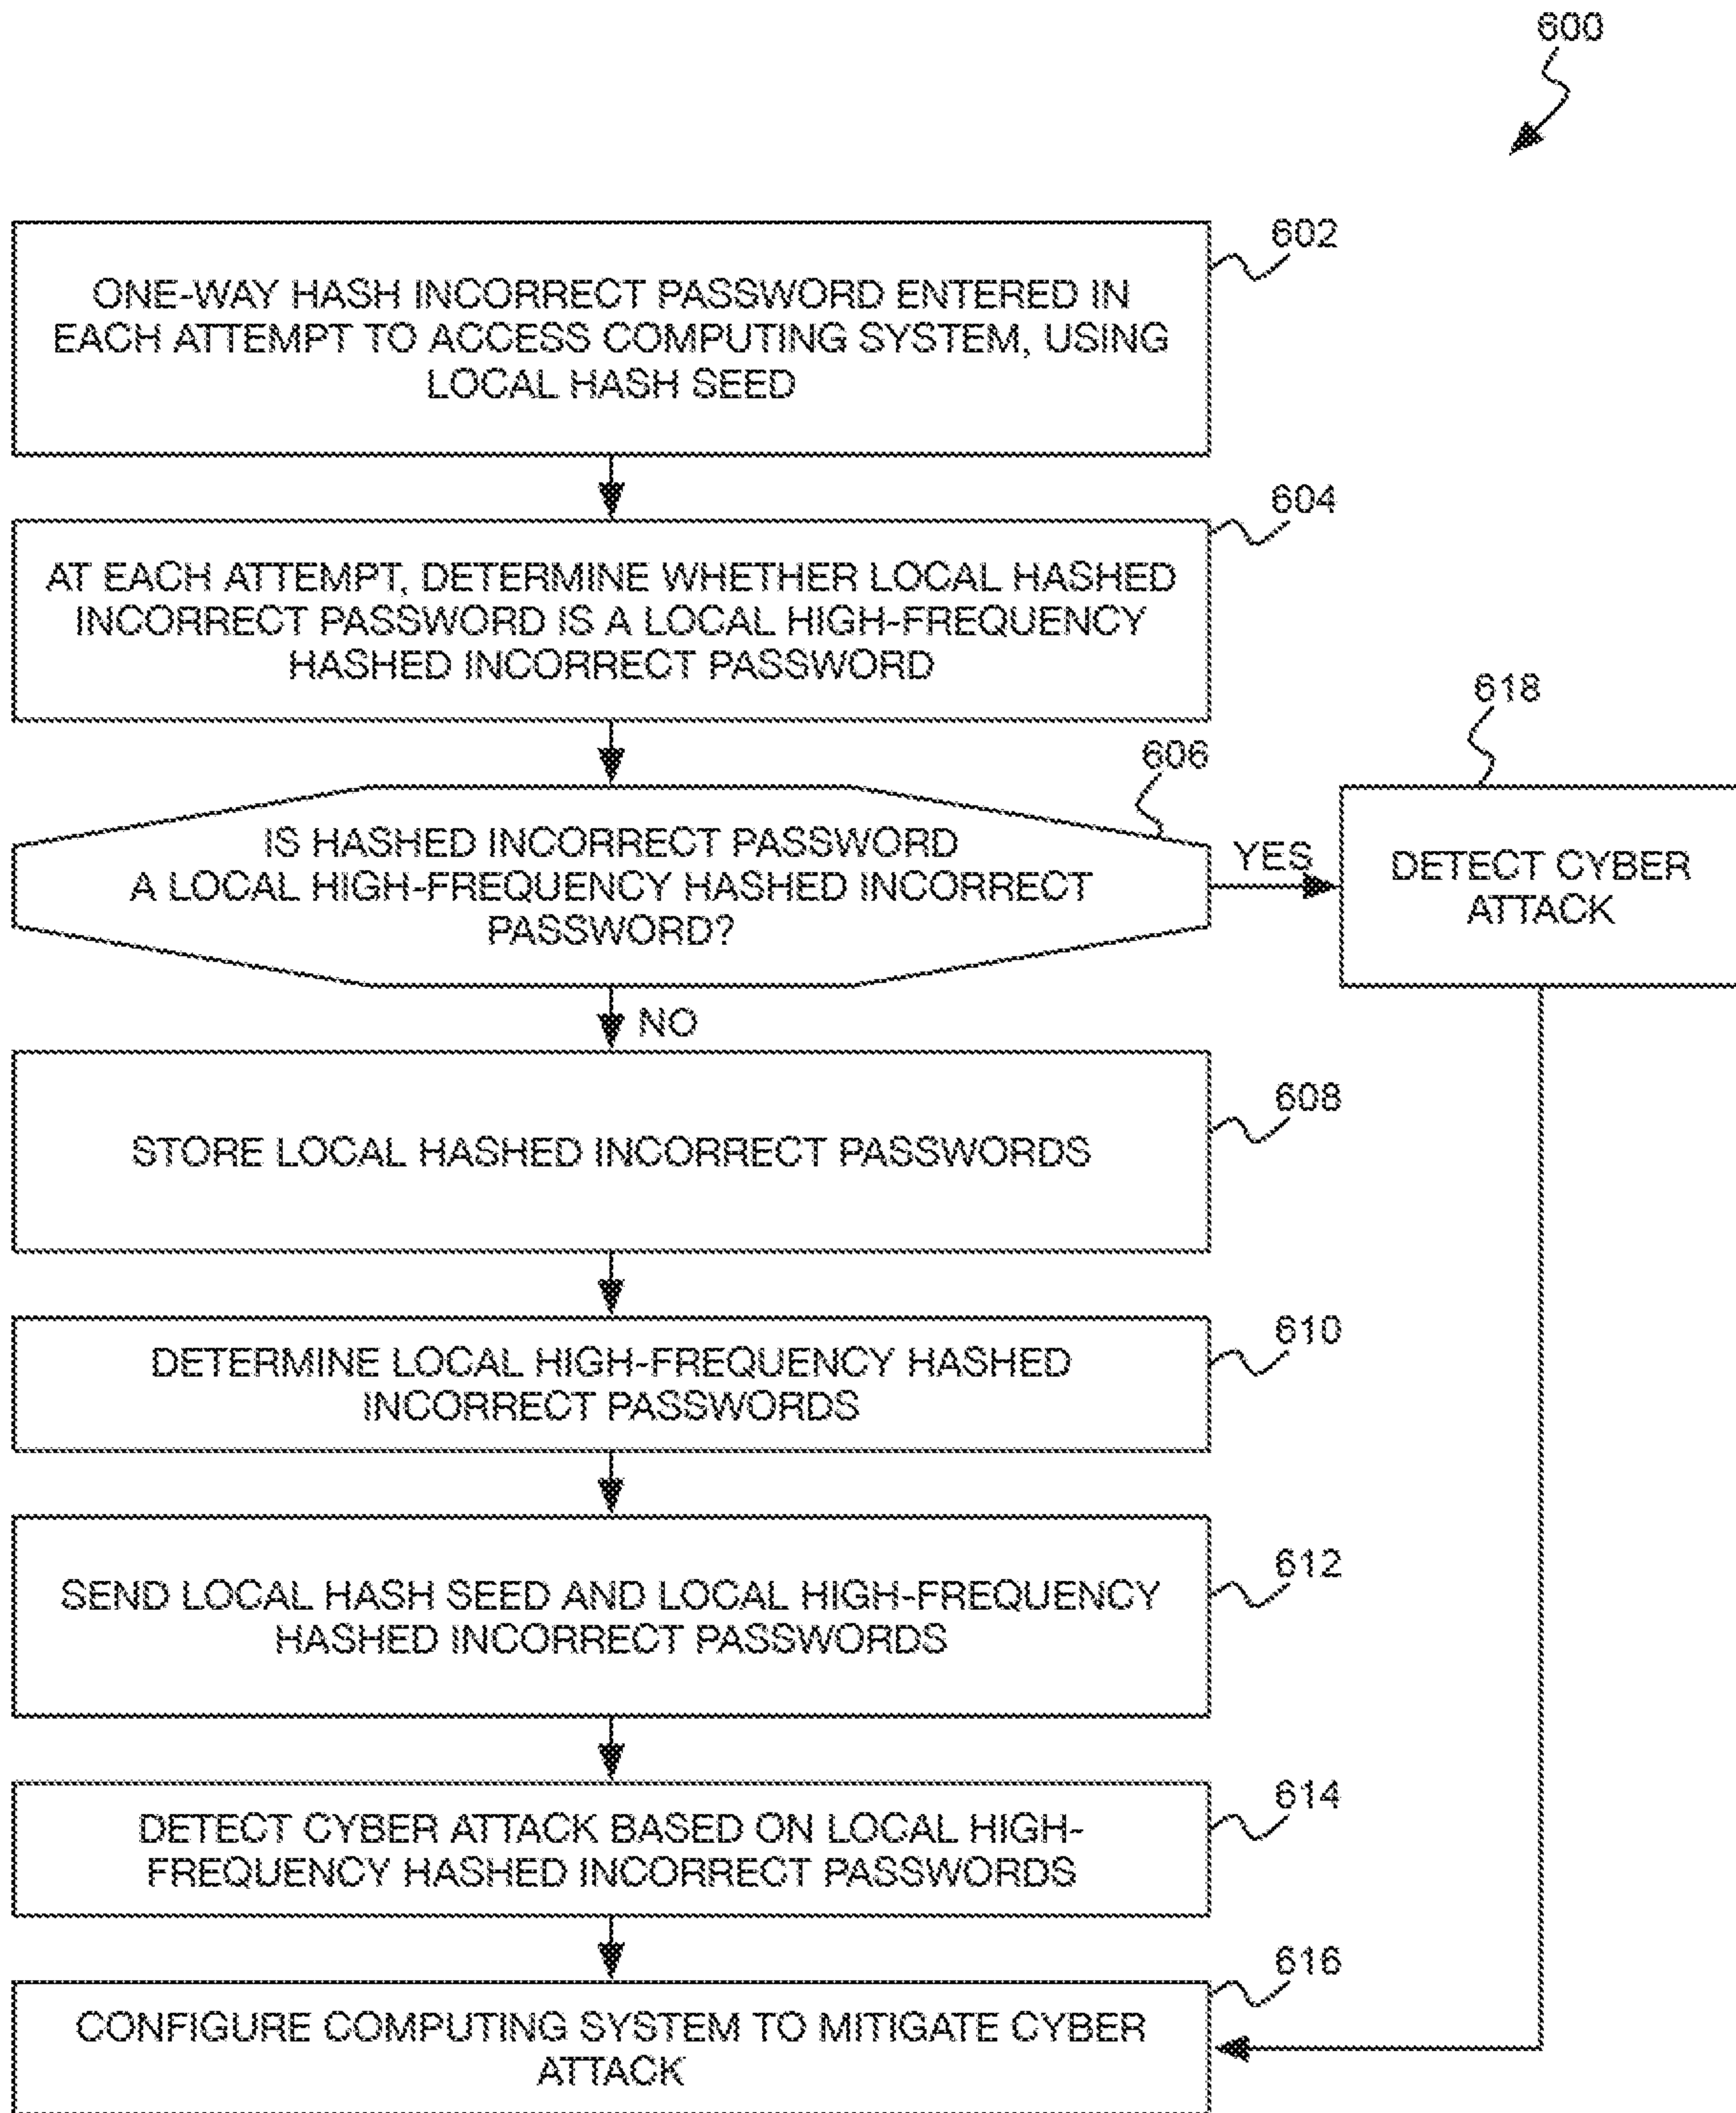 600
602
ONE-WAY HASH INCORRECT PASSWORD ENTERED IN
EACH ATTEMPT TO ACCESS COMPUTING SYSTEM, USING
LOCAL HASH SEED
604
AT EACH ATTEMPT, DETERMINE WHETHER LOCAL HASHED
INCORRECT PASSWORD IS A LOCAL HIGH-FREQUENCY
HASHED INCORRECT PASSWORD
606
IS HASHED INCORRECT PASSWORD
A LOCAL HIGH-FREQUENCY HASHED INCORRECT
PASSWORD?
YES
618
DETECT CYBER
ATTACK
NO
608
STORE LOCAL HASHED INCORRECT PASSWORDS
610
DETERMINE LOCAL HIGH-FREQUENCY HASHED
INCORRECT PASSWORDS
612
SEND LOCAL HASH SEED AND LOCAL HIGH-FREQUENCY
HASHED INCORRECT PASSWORDS
614
DETECT CYBER ATTACK BASED ON LOCAL HIGH-
FREQUENCY HASHED INCORRECT PASSWORDS
616
CONFIGURE COMPUTING SYSTEM TO MITIGATE CYBER
ATTACK